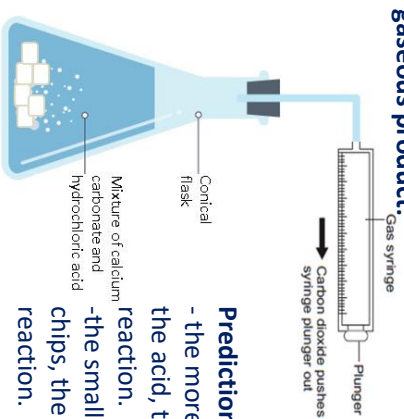 gaseous product.
Gas syringe
Plunger
Carbon dioxide pushes
syringe plunger out
Conical
flask
Mixture of calcium
carbonate and
hydrochloric acid
Prediction
- the more
the acid, t
reaction.
-the small
chips, the
reaction.